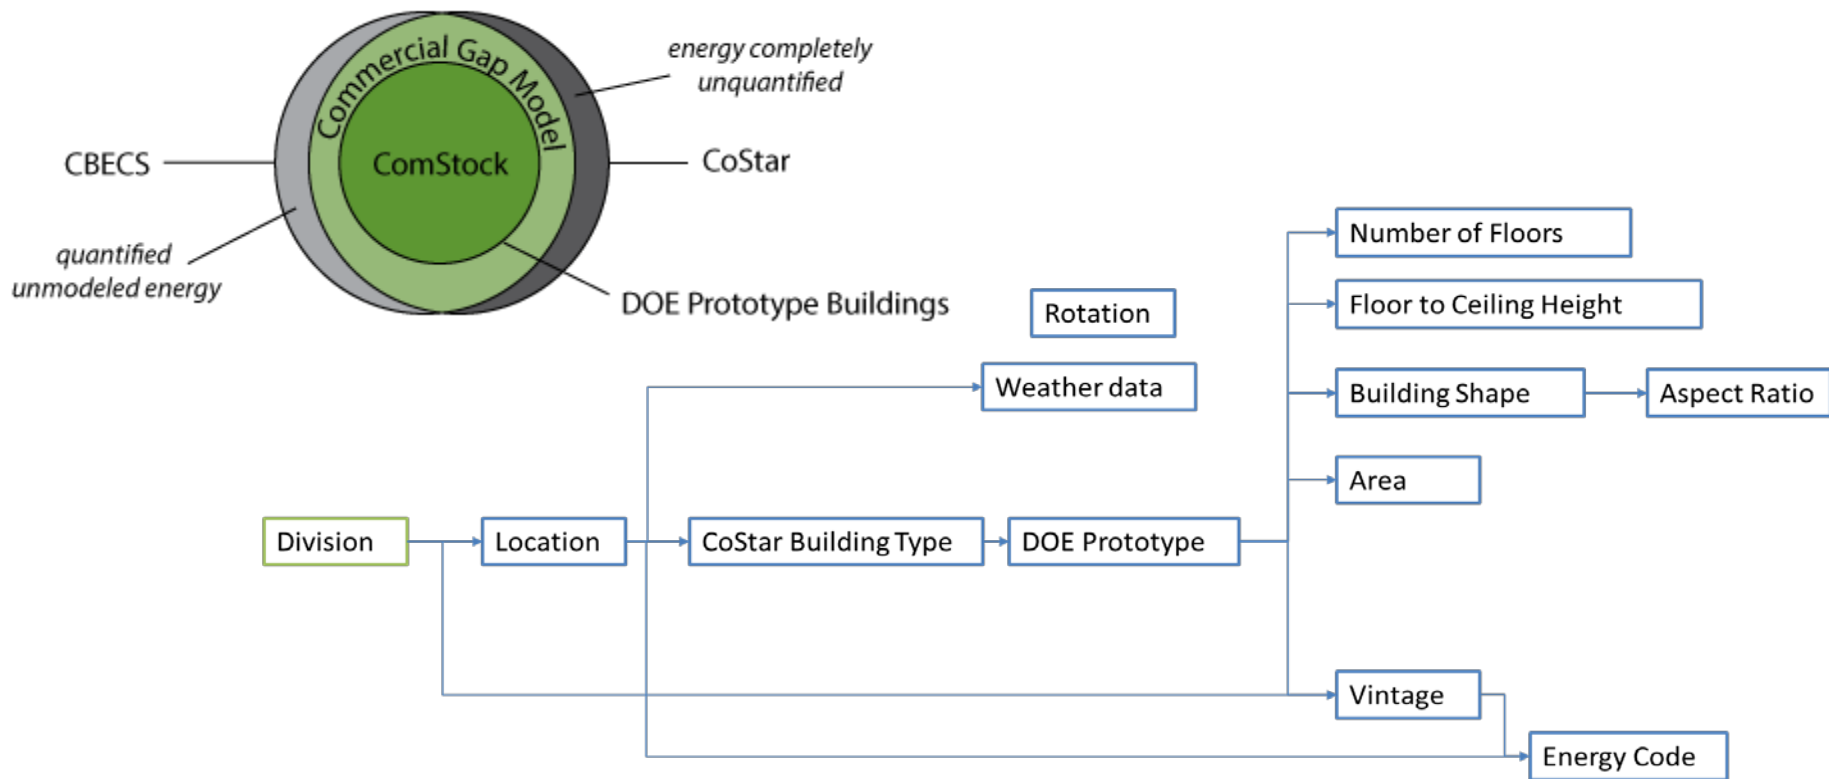 Commercial Gap Model
energy completely
unquantified
CBECS
ComStock
CoStar
quantified
unmodeled energy
DOE Prototype Buildings
Number of Floors
Rotation
Floor to Ceiling Height
Weather data
Building Shape
Aspect Ratio
Area
Division
Location
CoStar Building Type
DOE Prototype
Vintage
Energy Code